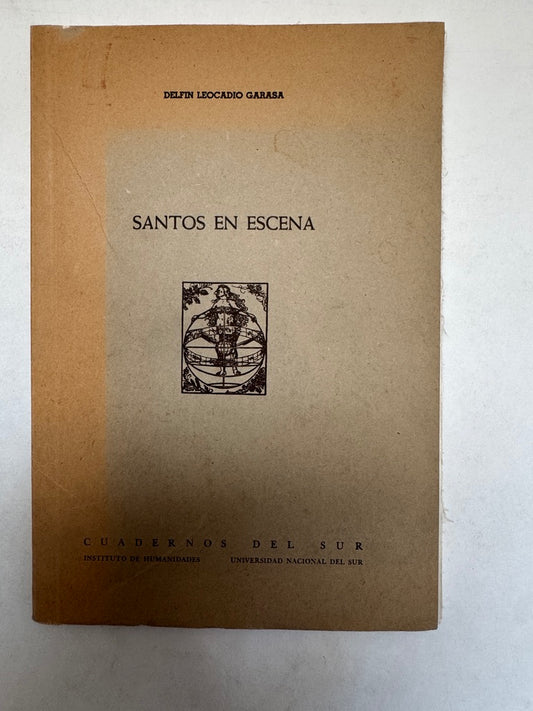 DELFIN LEOCADIO GARASA
SANTOS EN ESCENA
CUADERNOS DEL SUR
INSTITUTO DE HUMANIDADES UNIVERSIDAD NACIONAL DEL SUR